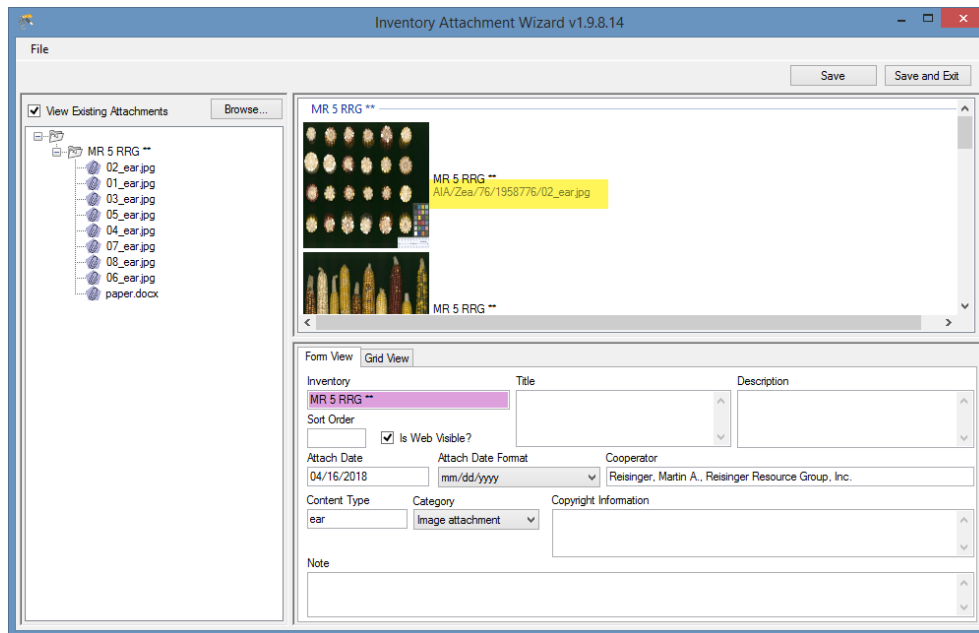 Inventory Attachment Wizard v1.9.8.14
File
Save
Save and Exit
View Existing Attachments
Browse...
MR 5 RRG **
02_ear.jpg
01_ear.jpg
03_ear.jpg
05_ear.jpg
04_ear.jpg
07_ear.jpg
08_ear.jpg
06_ear.jpg
paper.docx
MR 5 RRG **
MR 5 RRG **
AIA/Zea/76/1958776/02_ear.jpg
MR 5 RRG **
Form View
Grid View
Inventory
Title
Description
MR 5 RRG **
Sort Order
Is Web Visible?
Attach Date
Attach Date Format
Cooperator
04/16/2018
mm/dd/yyyy
Reisinger, Martin A., Reisinger Resource Group, Inc.
Content Type
Category
Copyright Information
ear
Image attachment
Note